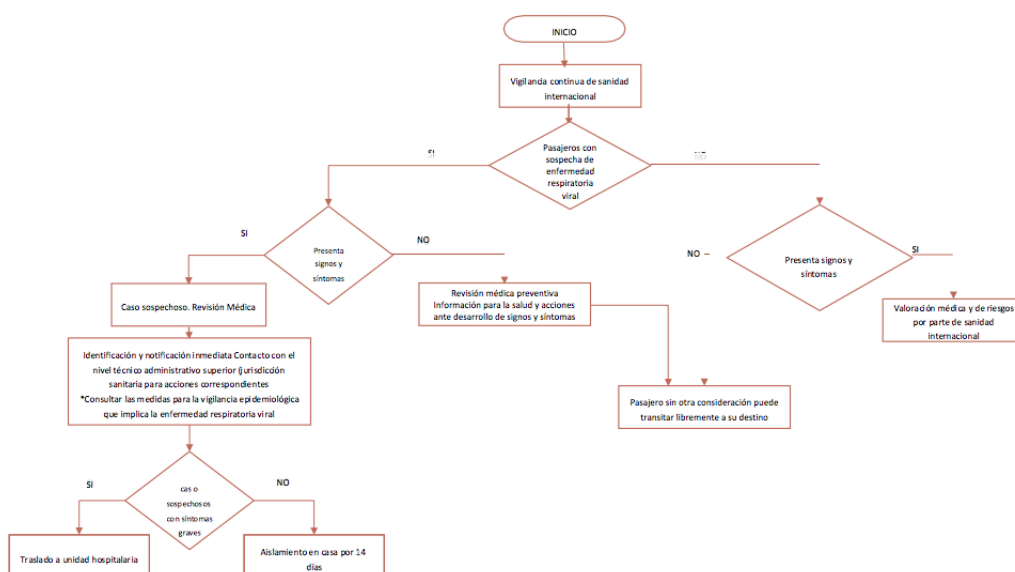 INICIO
Vigilancia continua de sanidad
internacional
Pasajeros con
sospecha de
enfermedad
respiratoria
viral
SI
NO
SI
Presenta
signos y
síntomas
NO
NO
Presenta signos y
síntomas
SI
Caso sospechoso. Revisión Médica
Revisión médica preventiva
Información para la salud y acciones
ante desarrollo de signos y síntomas
Valoración médica y de riesgos
por parte de sanidad
internacional
Identificación y notificación inmediata Contacto con el
nivel técnico administrativo superior (jurisdicción
sanitaria para acciones correspondientes
*Consultar las medidas para la vigilancia epidemiológica
que implica la enfermedad respiratoria viral
Pasajero sin otra consideración puede
transitar libremente a su destino
SI
cas o
sospechosos
con síntomas
graves
NO
Traslado a unidad hospitalaria
Aislamiento en casa por 14
días